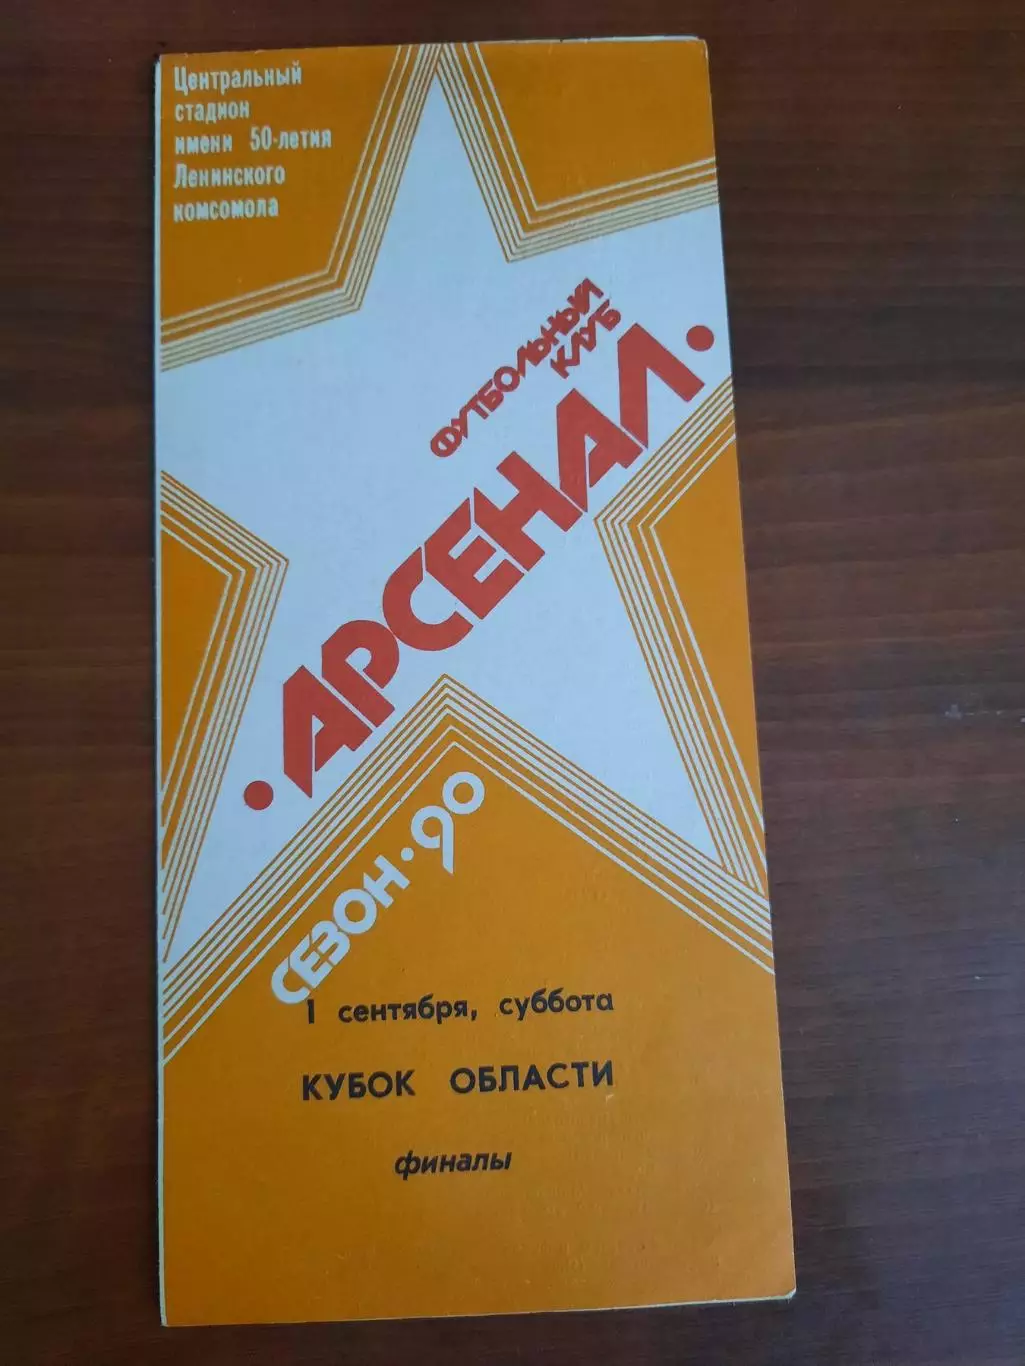 Центральный
стадион
имени 50-летия
Ленинского
комсомола
ФУТБОЛЬНЫЙ
КЛУБ
•АРСЕНАЛ•
СЕЗОН•90
1 сентября, суббота
КУБОК ОБЛАСТИ
финалы